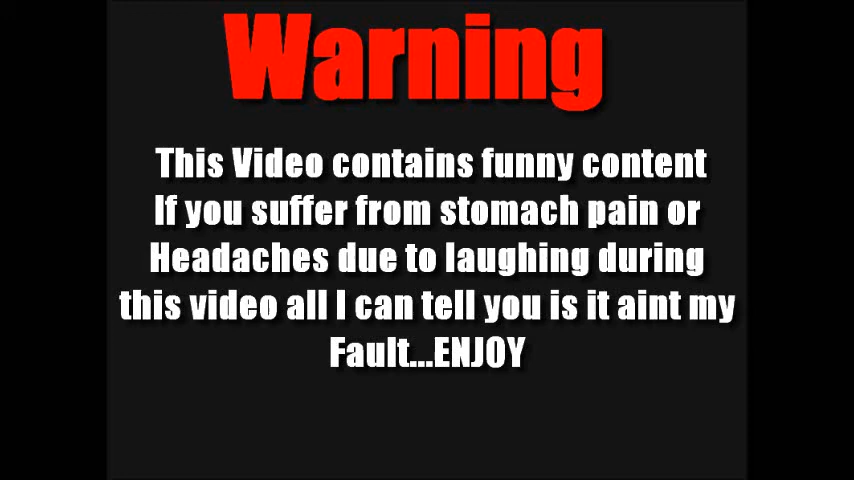 Warning
This Video contains funny content
If you suffer from stomach pain or
Headaches due to laughing during
this video all I can tell you is it aint my
Fault...ENJOY